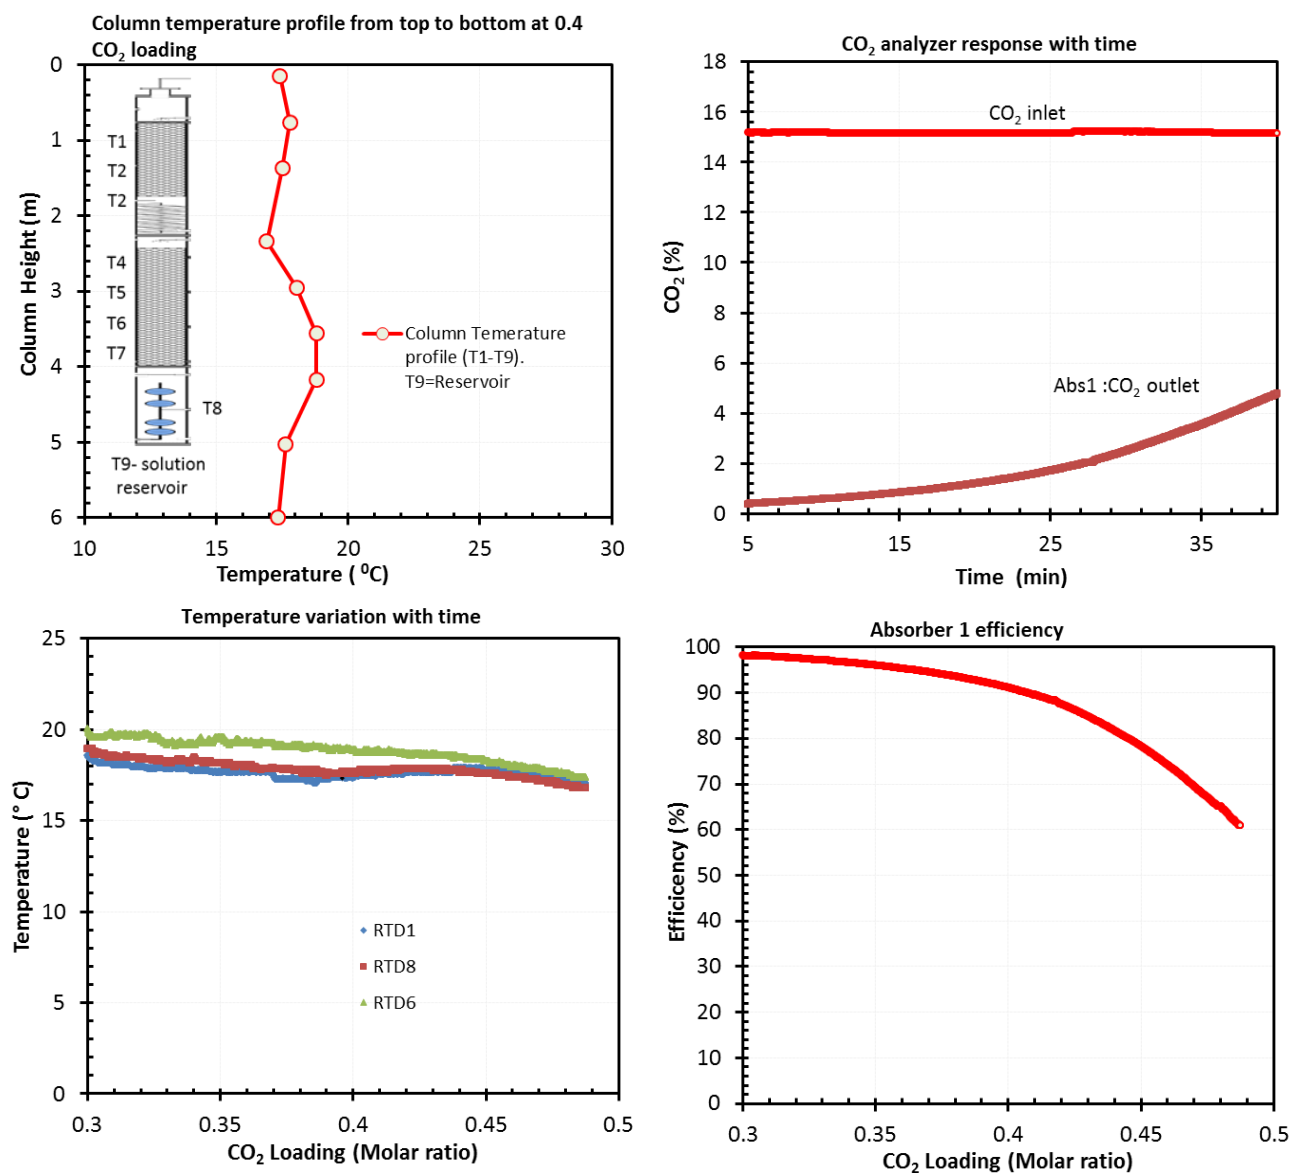 Column temperature profile from top to bottom at 0.4
CO₂ loading
0
1
2
3
4
5
6
Column Height (m)
T1
T2
T2
T4
T5
T6
T7
T8
T9- solution
reservoir
Column Temerature
profile (T1-T9).
T9=Reservoir
10 15 20 25 30
Temperature ( ⁰C)
CO₂ analyzer response with time
18
16
14
12
10
8
6
4
2
0
CO₂ (%)
CO₂ inlet
Abs1 :CO₂ outlet
5 15 25 35
Time (min)
Temperature variation with time
25
20
15
10
5
0
Temperature (° C)
RTD1
RTD8
RTD6
0.3 0.35 0.4 0.45 0.5
CO₂ Loading (Molar ratio)
Absorber 1 efficiency
100
90
80
70
60
50
40
30
20
10
0
Efficicency (%)
0.3 0.35 0.4 0.45 0.5
CO₂ Loading (Molar ratio)